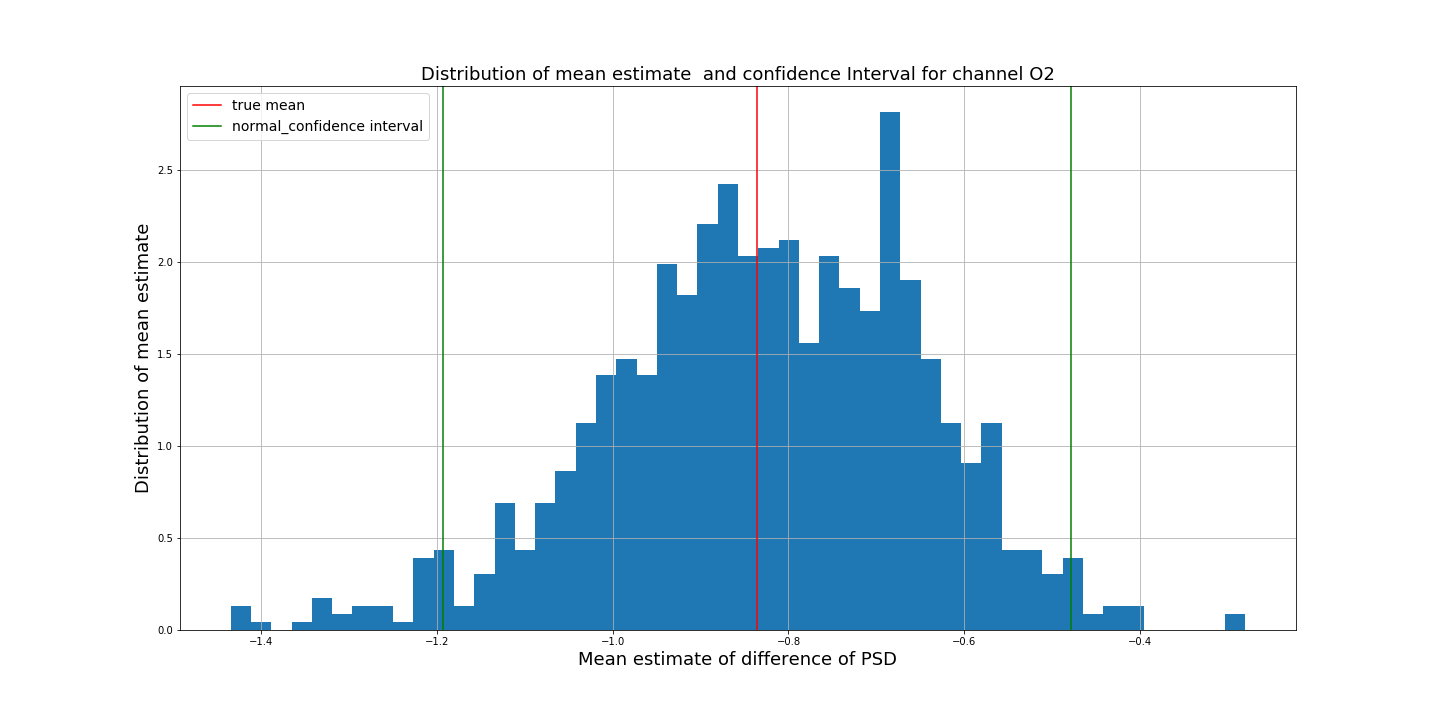 Distribution of mean estimate  and confidence Interval for channel O2
true mean
normal_confidence interval
Distribution of mean estimate
2.5
2.0
1.5
1.0
0.5
0.0
−1.4 −1.2 −1.0 −0.8 −0.6 −0.4
Mean estimate of difference of PSD